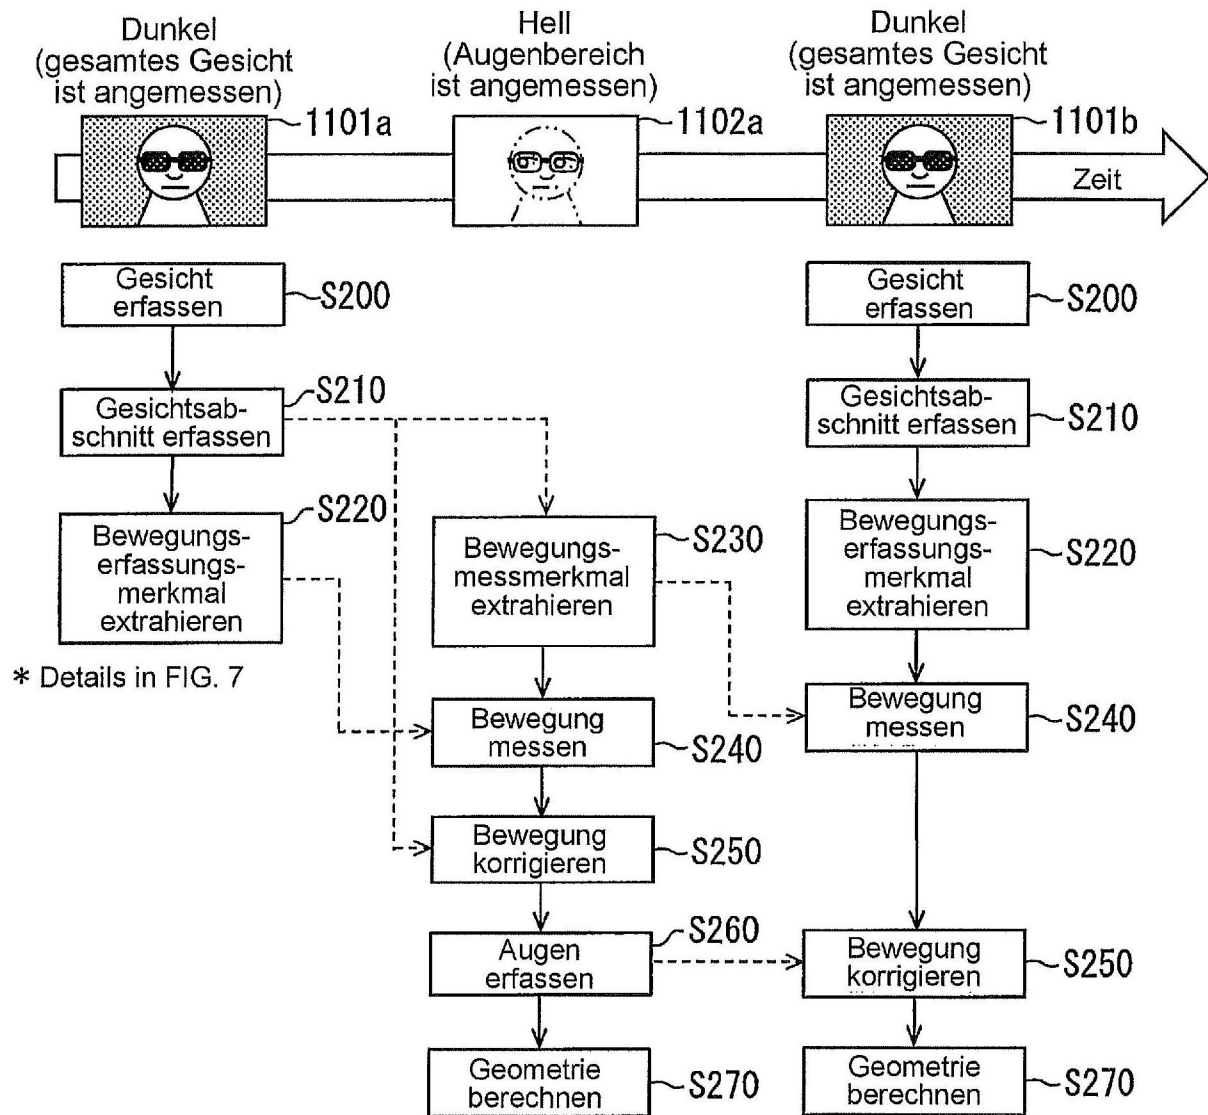 Dunkel
(gesamtes Gesicht
ist angemessen)
Hell
(Augenbereich
ist angemessen)
Dunkel
(gesamtes Gesicht
ist angemessen)
1101a
1102a
1101b
Zeit
Gesicht
erfassen
S200
Gesichtsab-
schnitt erfassen
S210
Bewegungs-
erfassungs-
merkmal
extrahieren
S220
* Details in FIG. 7
Bewegungs-
messmerkmal
extrahieren
S230
Bewegung
messen
S240
Bewegung
korrigieren
S250
Augen
erfassen
S260
Geometrie
berechnen
S270
Gesicht
erfassen
S200
Gesichtsab-
schnitt erfassen
S210
Bewegungs-
erfassungs-
merkmal
extrahieren
S220
Bewegung
messen
S240
Bewegung
korrigieren
S250
Geometrie
berechnen
S270